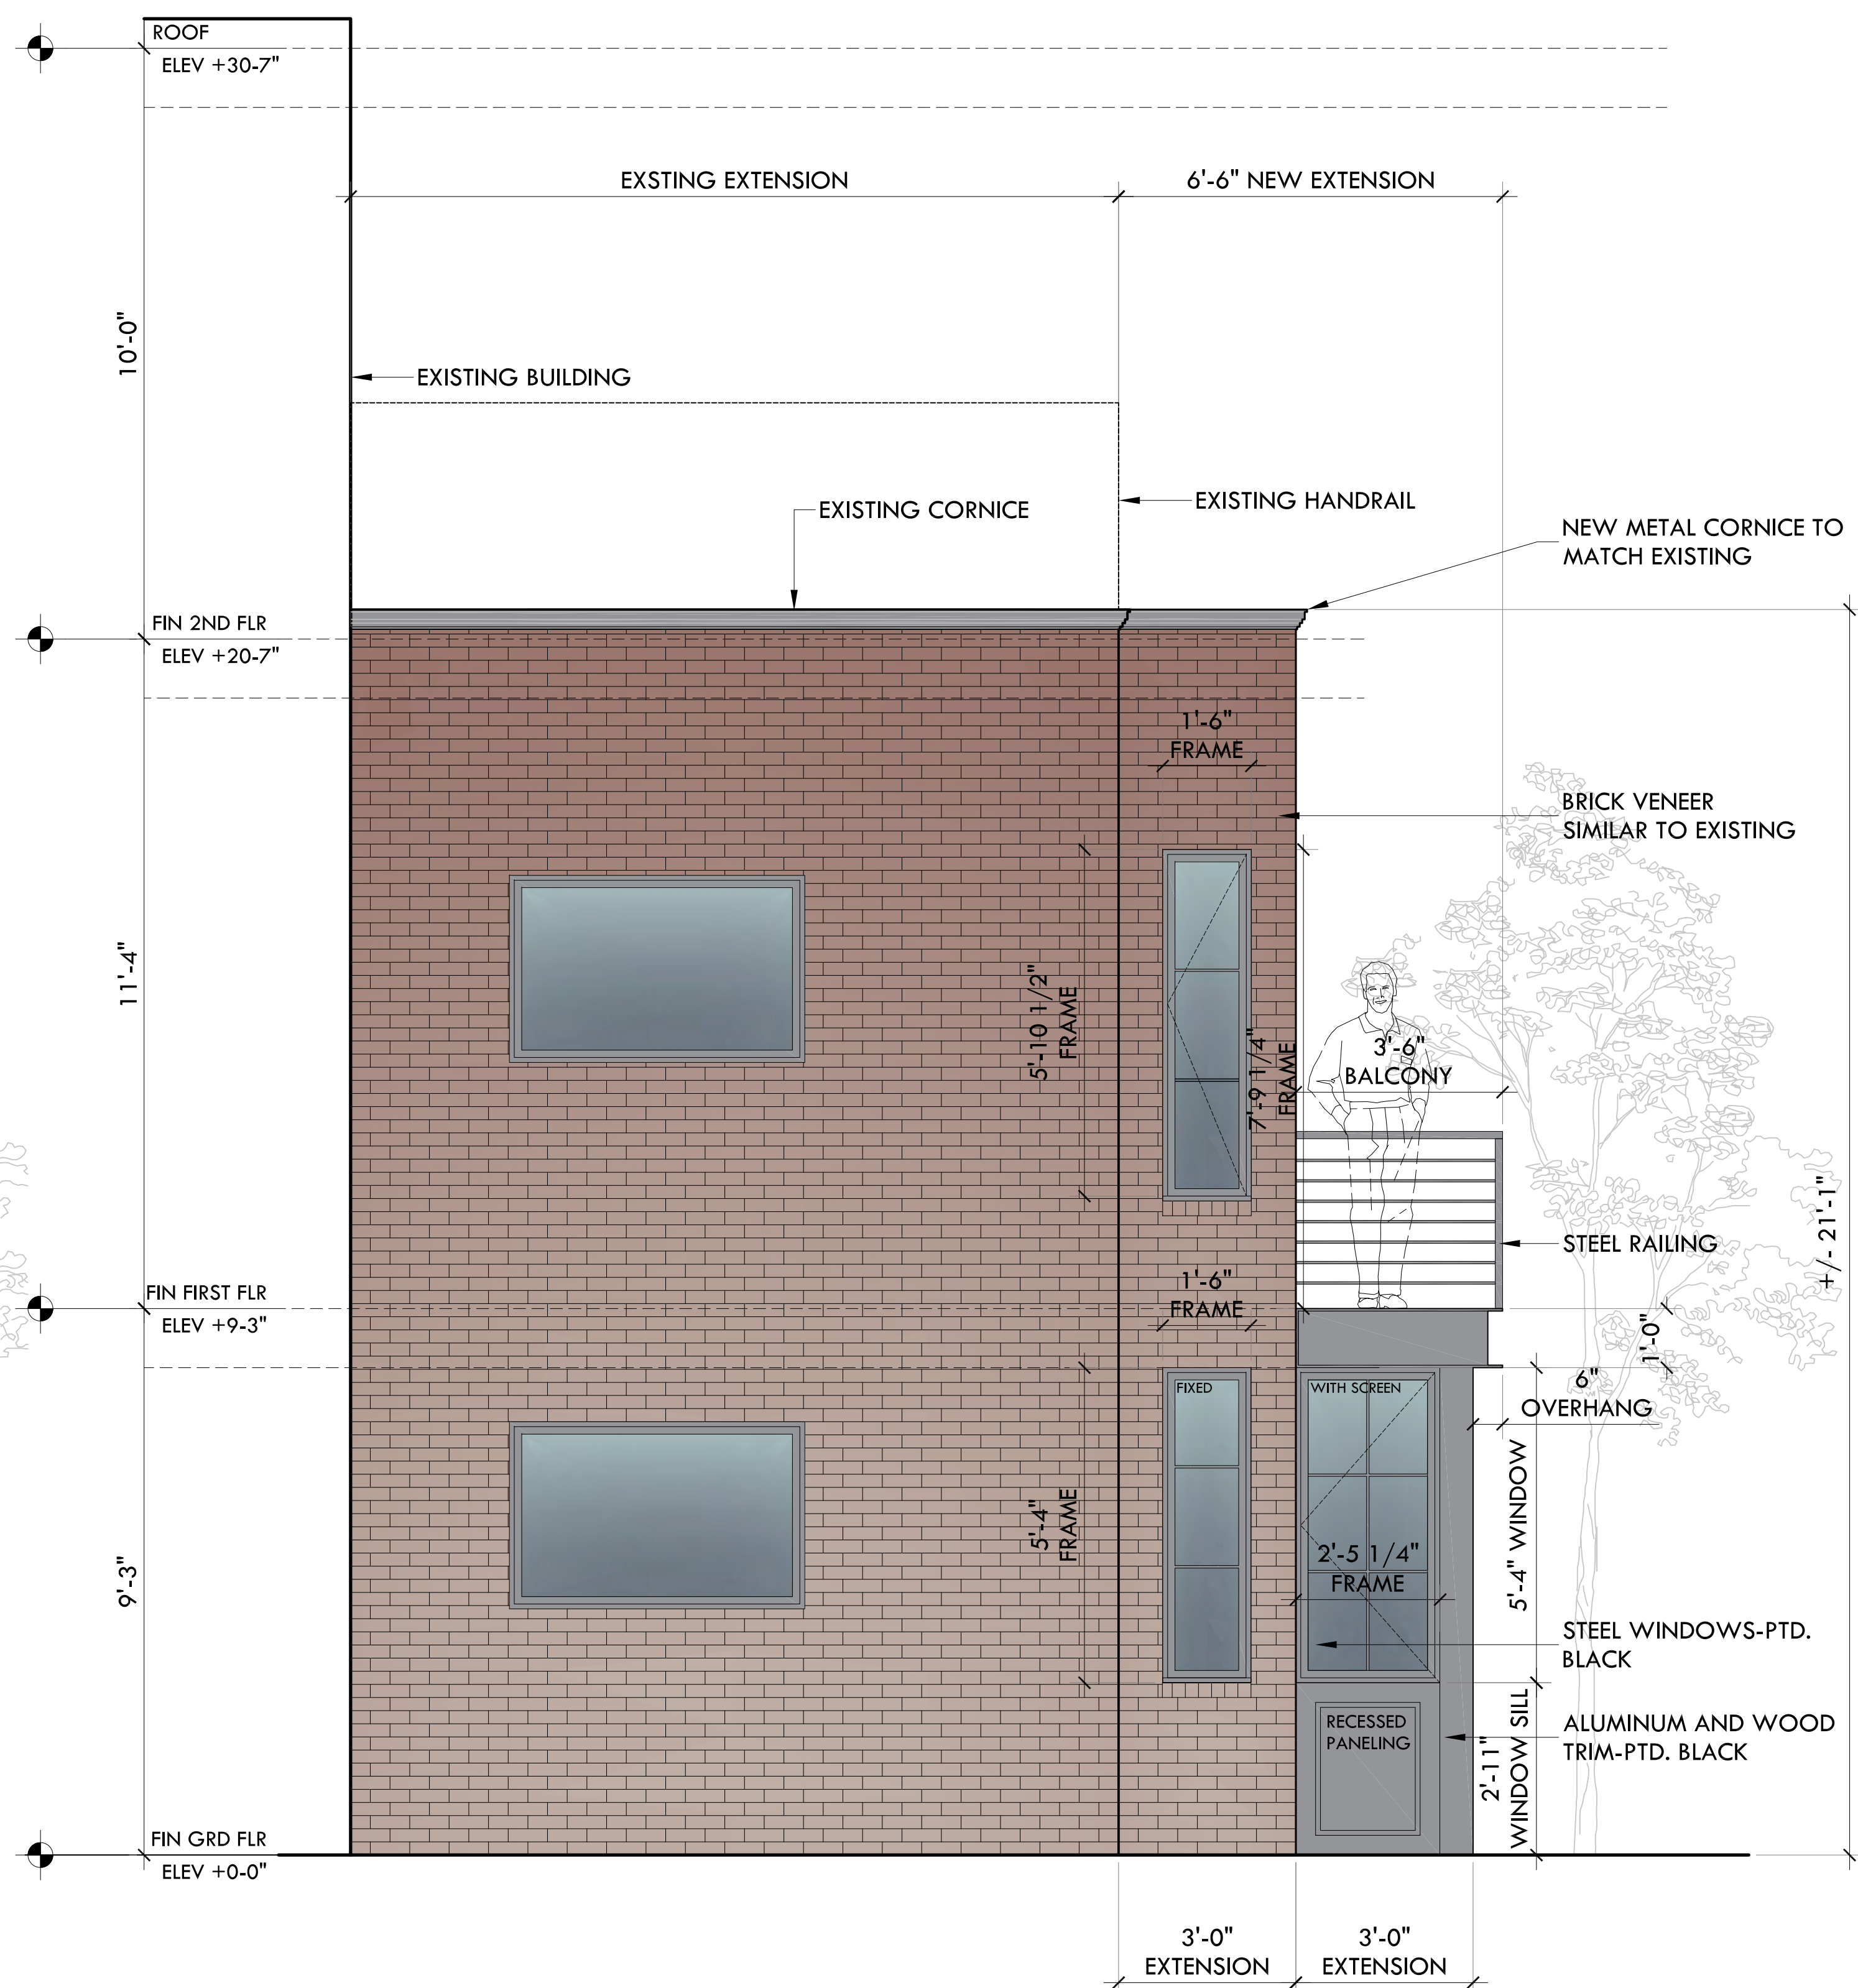 ROOF
ELEV +30-7"
EXSTING EXTENSION
6'-6" NEW EXTENSION
10'-0"
EXISTING BUILDING
EXISTING CORNICE
EXISTING HANDRAIL
NEW METAL CORNICE TO
MATCH EXISTING
FIN 2ND FLR
ELEV +20-7"
1'-6"
FRAME
BRICK VENEER
SIMILAR TO EXISTING
11'-4"
5'-10 1/2"
FRAME
7'-9 1/4"
FRAME
3'-6"
BALCONY
+/- 21'-1"
STEEL RAILING
FIN FIRST FLR
ELEV +9-3"
1'-6"
FRAME
1'-0"
6"
OVERHANG
FIXED
WITH SCREEN
9'-3"
5'-4"
FRAME
2'-5 1/4"
FRAME
5'-4" WINDOW
STEEL WINDOWS-PTD.
BLACK
RECESSED
PANELING
2'-11"
WINDOW SILL
ALUMINUM AND WOOD
TRIM-PTD. BLACK
FIN GRD FLR
ELEV +0-0"
3'-0"
EXTENSION
3'-0"
EXTENSION